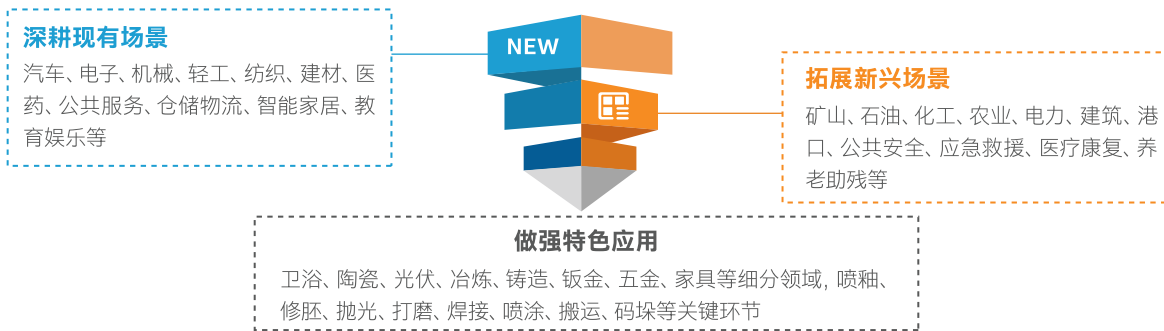 深耕现有场景
汽车、电子、机械、轻工、纺织、建材、医
药、公共服务、仓储物流、智能家居、教
育娱乐等
NEW
拓展新兴场景
矿山、石油、化工、农业、电力、建筑、港
口、公共安全、应急救援、医疗康复、养
老助残等
做强特色应用
卫浴、陶瓷、光伏、冶炼、铸造、钣金、五金、家具等细分领域，喷釉、
修胚、抛光、打磨、焊接、喷涂、搬运、码垛等关键环节